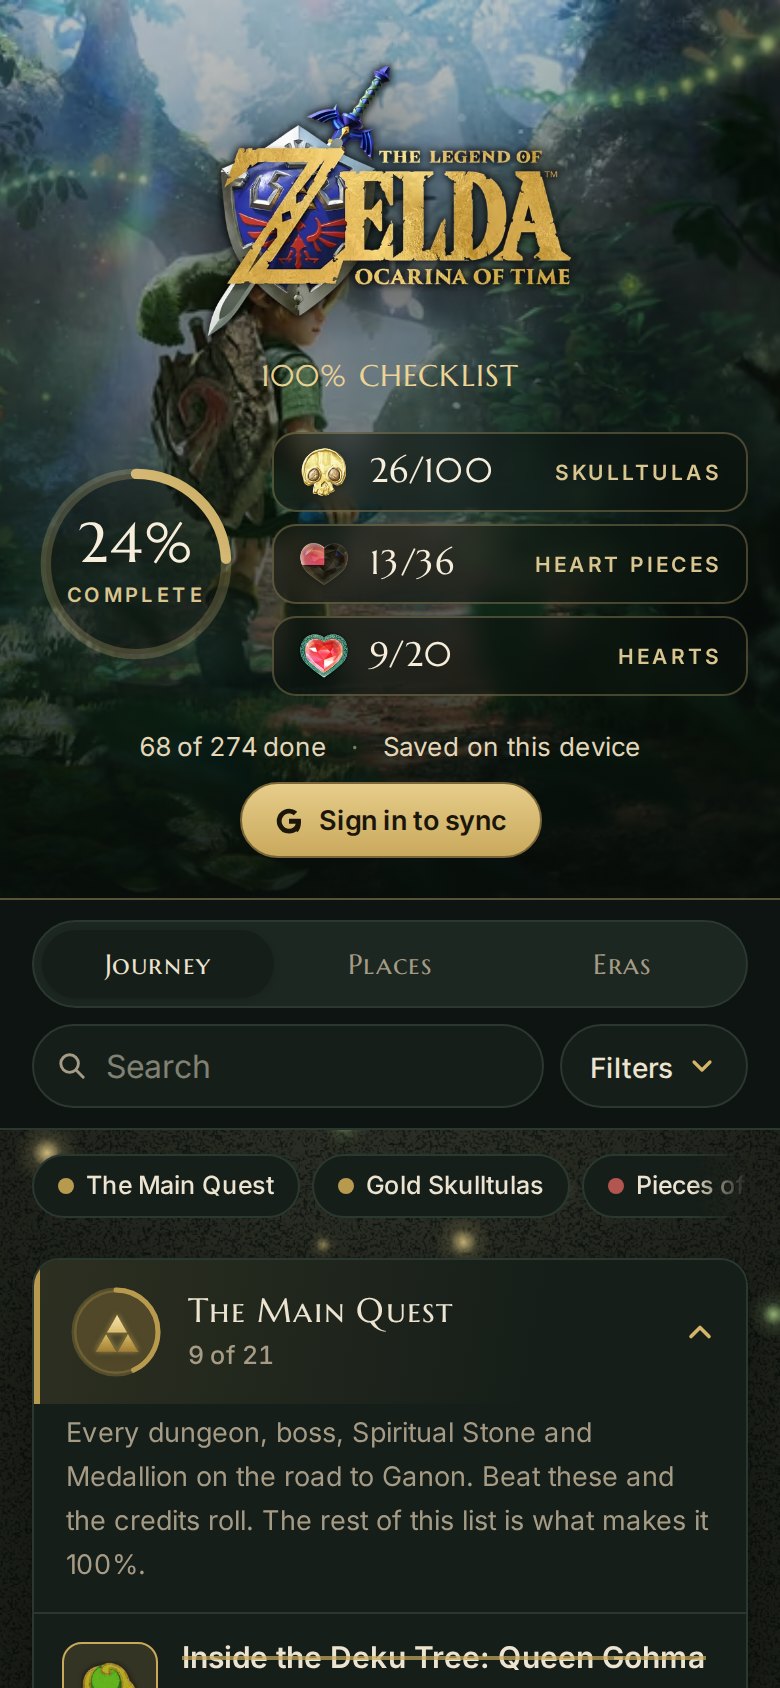 THE LEGEND OF
ZELDA™
OCARINA OF TIME
100% CHECKLIST
24%
COMPLETE
26/100 SKULLTULAS
13/36 HEART PIECES
9/20 HEARTS
68 of 274 done · Saved on this device
G Sign in to sync
Journey Places Eras
Search Filters
The Main Quest Gold Skulltulas Pieces of
The Main Quest
9 of 21
Every dungeon, boss, Spiritual Stone and
Medallion on the road to Ganon. Beat these and
the credits roll. The rest of this list is what makes it
100%.
Inside the Deku Tree: Queen Gohma